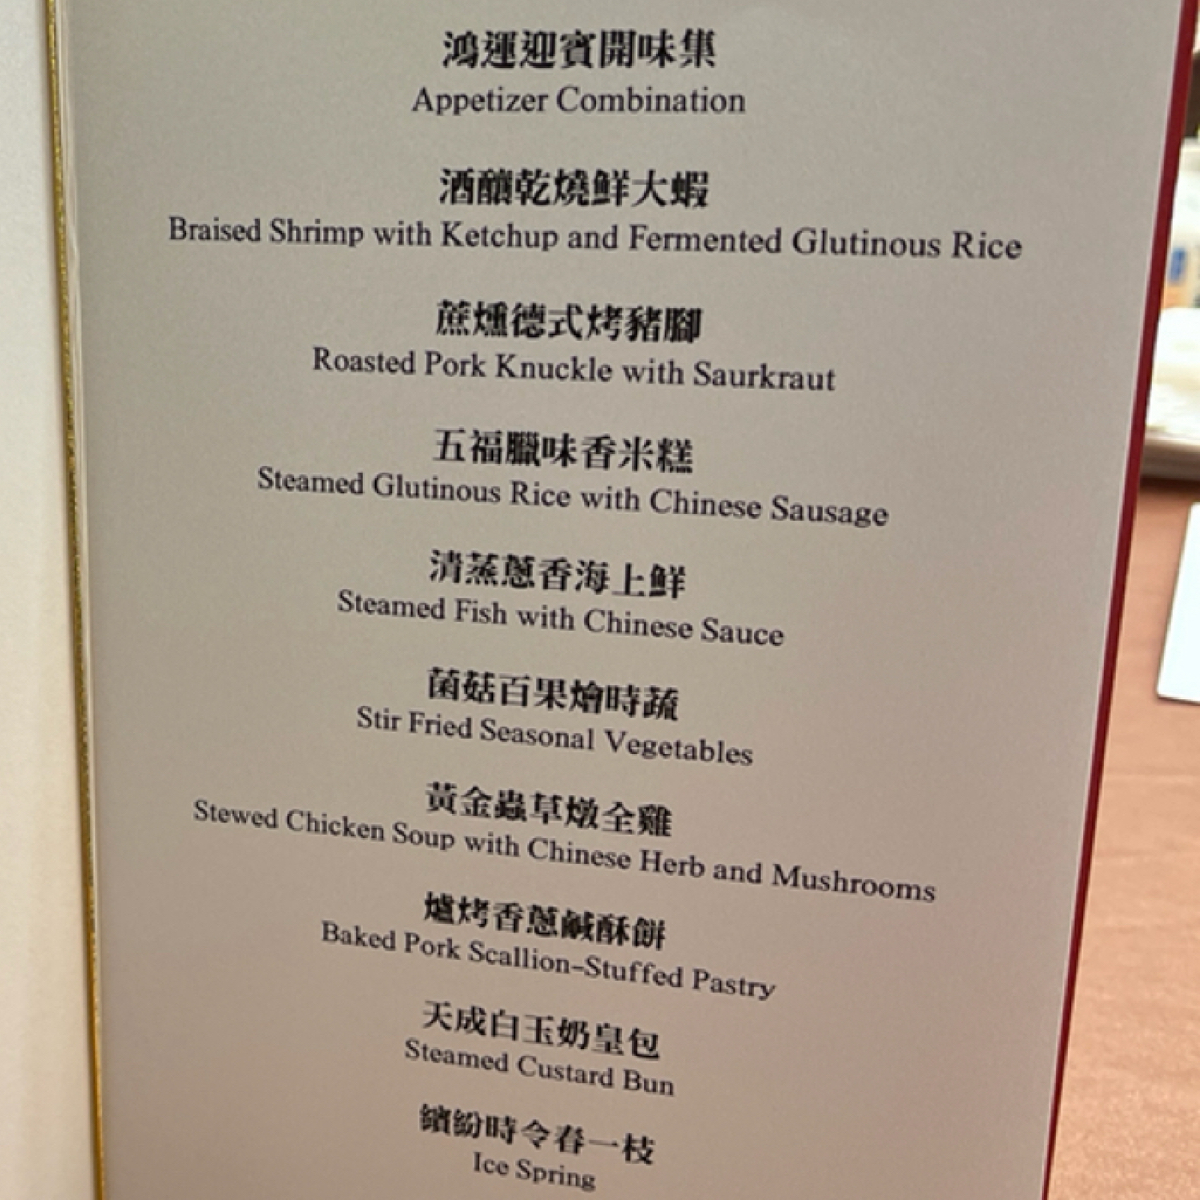 鴻運迎賓開味集
Appetizer Combination
酒釀乾燒鮮大蝦
Braised Shrimp with Ketchup and Fermented Glutinous Rice
蔗燻德式烤豬腳
Roasted Pork Knuckle with Saurkraut
五福臘味香米糕
Steamed Glutinous Rice with Chinese Sausage
清蒸蔥香海上鮮
Steamed Fish with Chinese Sauce
菌菇百果燴時蔬
Stir Fried Seasonal Vegetables
黃金蟲草燉全雞
Stewed Chicken Soup with Chinese Herb and Mushrooms
爐烤香蔥鹹酥餅
Baked Pork Scallion-Stuffed Pastry
天成白玉奶皇包
Steamed Custard Bun
繽紛時令春一枝
Ice Spring